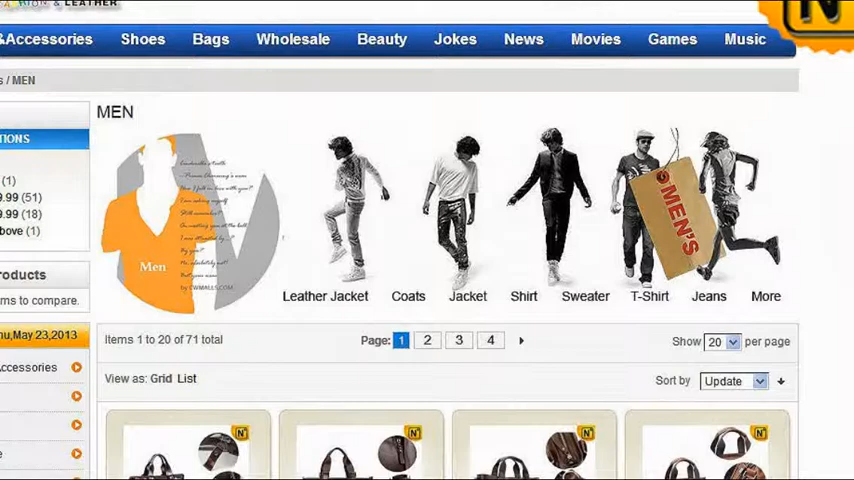 & LEATHER
&Accessories Shoes Bags Wholesale Beauty Jokes News Movies Games Music
/ MEN
MEN
(1)
.99 (51)
.99 (18)
bove (1)
roducts
ms to compare.
nu,May 23,2013
ccessories
Men
by CWMALLS.COM
MEN'S
Leather Jacket Coats Jacket Shirt Sweater T-Shirt Jeans More
Items 1 to 20 of 71 total Page: 1 2 3 4 Show 20 per page
View as: Grid List Sort by Update
N